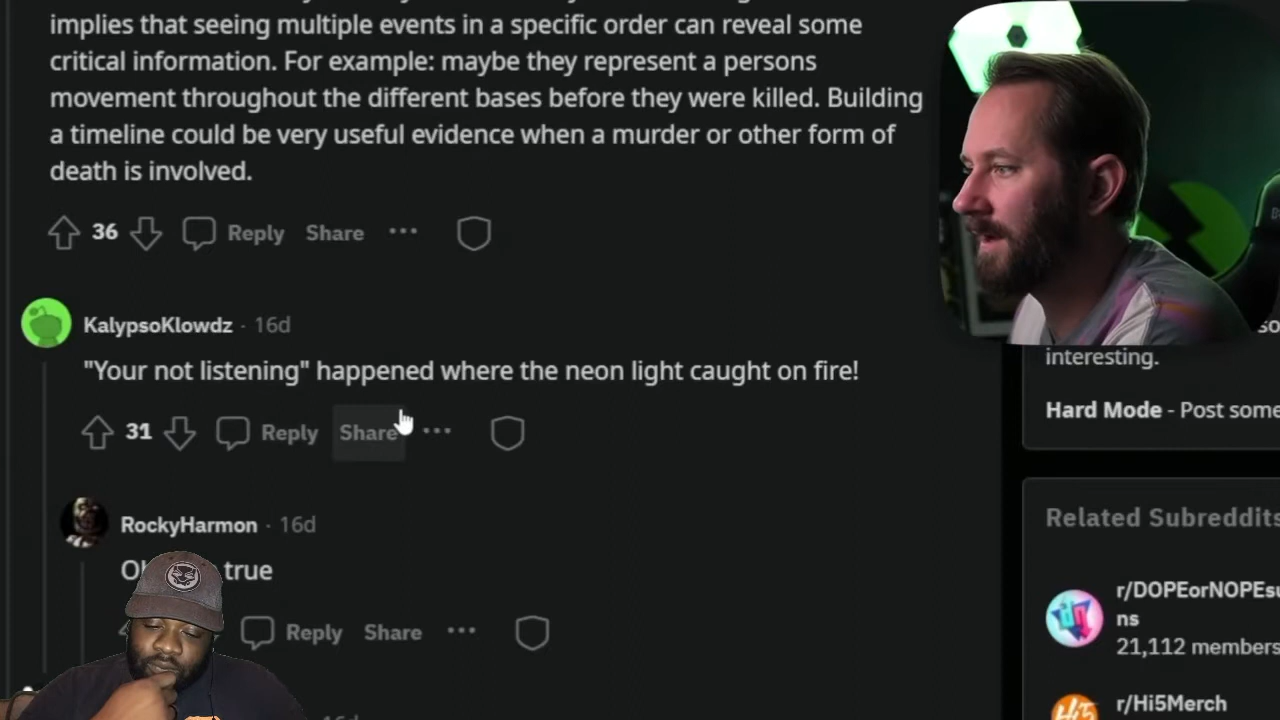 implies that seeing multiple events in a specific order can reveal some
critical information. For example: maybe they represent a persons
movement throughout the different bases before they were killed. Building
a timeline could be very useful evidence when a murder or other form of
death is involved.
36 Reply Share
KalypsoKlowdz · 16d
"Your not listening" happened where the neon light caught on fire!
31 Reply Share
RockyHarmon · 16d
true
Reply Share
interesting.
Hard Mode - Post some
Related Subreddits
r/DOPEorNOPEsu
ns
21,112 members
r/Hi5Merch